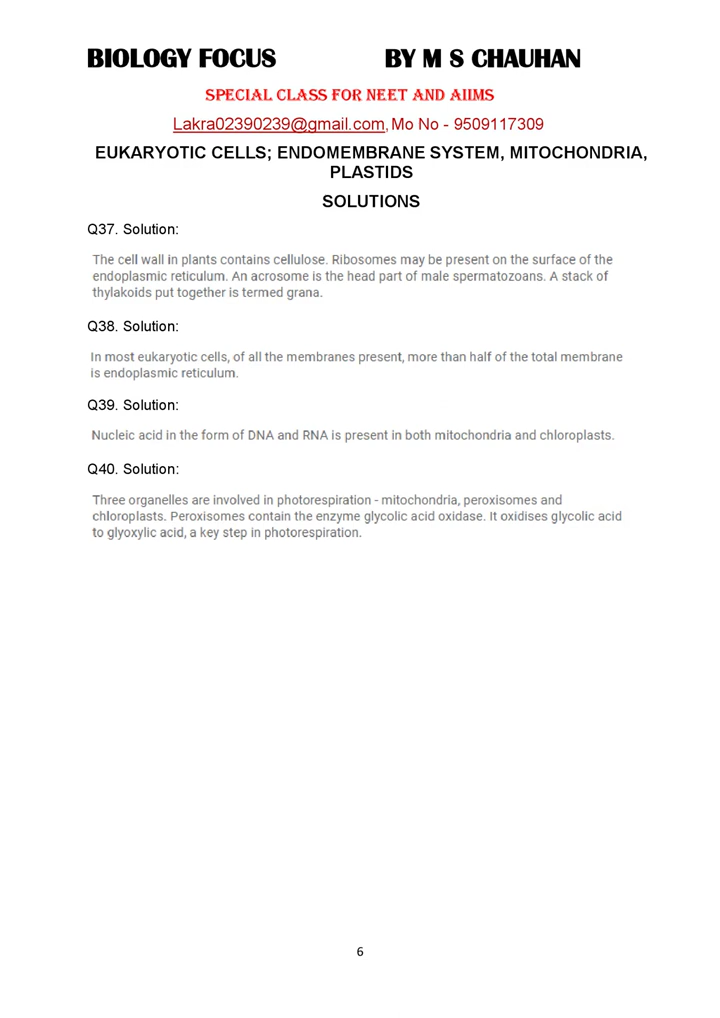 BIOLOGY FOCUS BY M S CHAUHAN
SPECIAL CLASS FOR NEET AND AIIMS
Lakra02390239@gmail.com, Mo No - 9509117309
EUKARYOTIC CELLS; ENDOMEMBRANE SYSTEM, MITOCHONDRIA,
PLASTIDS
SOLUTIONS
Q37. Solution:
The cell wall in plants contains cellulose. Ribosomes may be present on the surface of the
endoplasmic reticulum. An acrosome is the head part of male spermatozoans. A stack of
thylakoids put together is termed grana.
Q38. Solution:
In most eukaryotic cells, of all the membranes present, more than half of the total membrane
is endoplasmic reticulum.
Q39. Solution:
Nucleic acid in the form of DNA and RNA is present in both mitochondria and chloroplasts.
Q40. Solution:
Three organelles are involved in photorespiration - mitochondria, peroxisomes and
chloroplasts. Peroxisomes contain the enzyme glycolic acid oxidase. It oxidises glycolic acid
to glyoxylic acid, a key step in photorespiration.
6